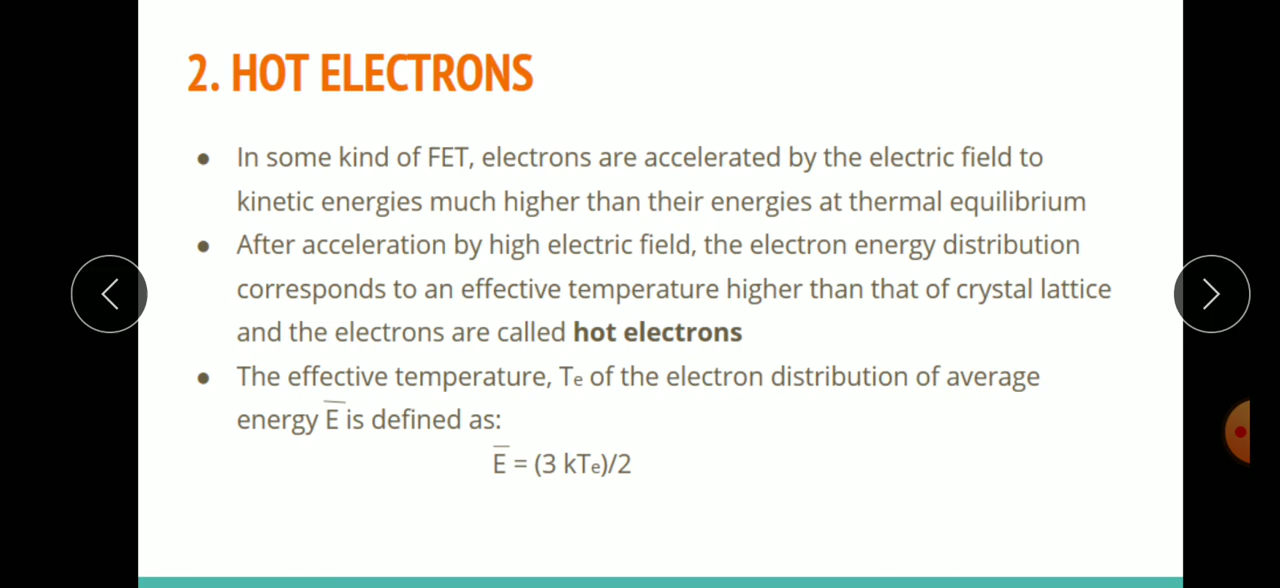 2. HOT ELECTRONS
● In some kind of FET, electrons are accelerated by the electric field to
kinetic energies much higher than their energies at thermal equilibrium
● After acceleration by high electric field, the electron energy distribution
corresponds to an effective temperature higher than that of crystal lattice
and the electrons are called hot electrons
● The effective temperature, Te of the electron distribution of average
energy E̅ is defined as:
E̅ = (3 kTe)/2